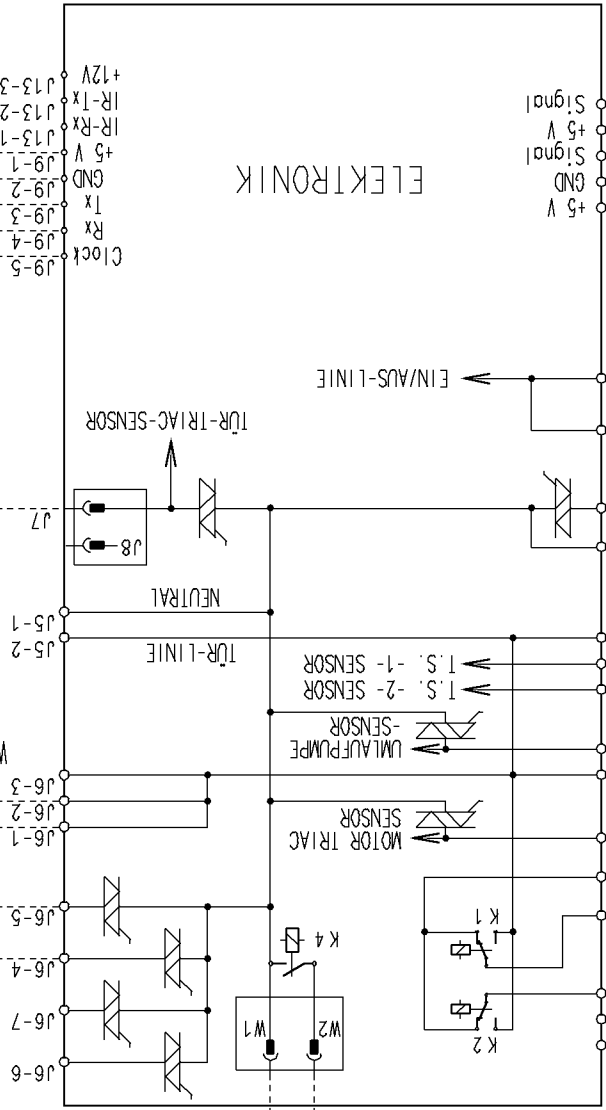 J6-6
K2
W2 W1
J6-7
K4
J6-4
K1
J6-5
MOTOR TRIAC
SENSOR
J6-1
J6-2
J6-3
UMLAUFPUMPE
-SENSOR
T.S. -2- SENSOR
T.S. -1- SENSOR
TÜR-LINIE
J5-2
J5-1
NEUTRAL
J8
J7
TÜR-TRIAC-SENSOR
EIN/AUS-LINIE
Clock J9-5
Rx J9-4
Tx J9-3
GND J9-2
+5 V J9-1
IR-Rx J13-1
IR-Tx J13-2
+12V J13-3
+5 V
GND
Signal
+5 V
Signal
ELEKTRONIK